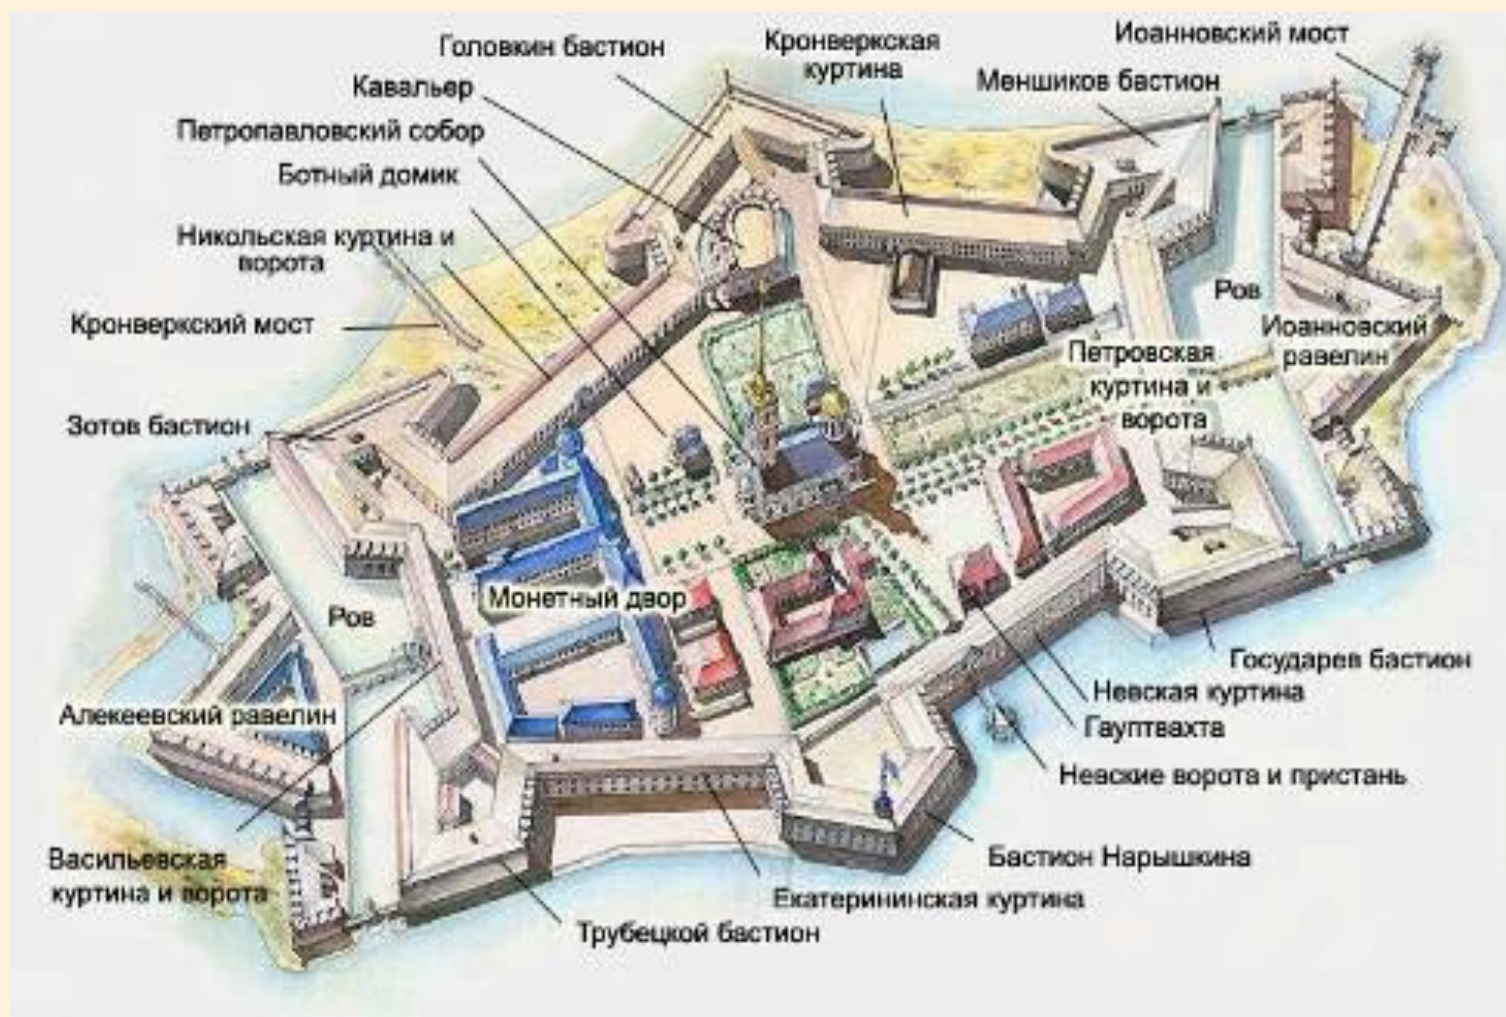 Головкин бастион
Кронверкская
куртина
Иоанновский мост
Кавальер
Меншиков бастион
Петропавловский собор
Ботный домик
Никольская куртина и
ворота
Ров
Кронверкский мост
Иоанновский
равелин
Петровская
куртина и
ворота
Зотов бастион
Монетный двор
Ров
Государев бастион
Невская куртина
Алекеевский равелин
Гауптвахта
Невские ворота и пристань
Васильевская
куртина и ворота
Бастион Нарышкина
Екатерининская куртина
Трубецкой бастион